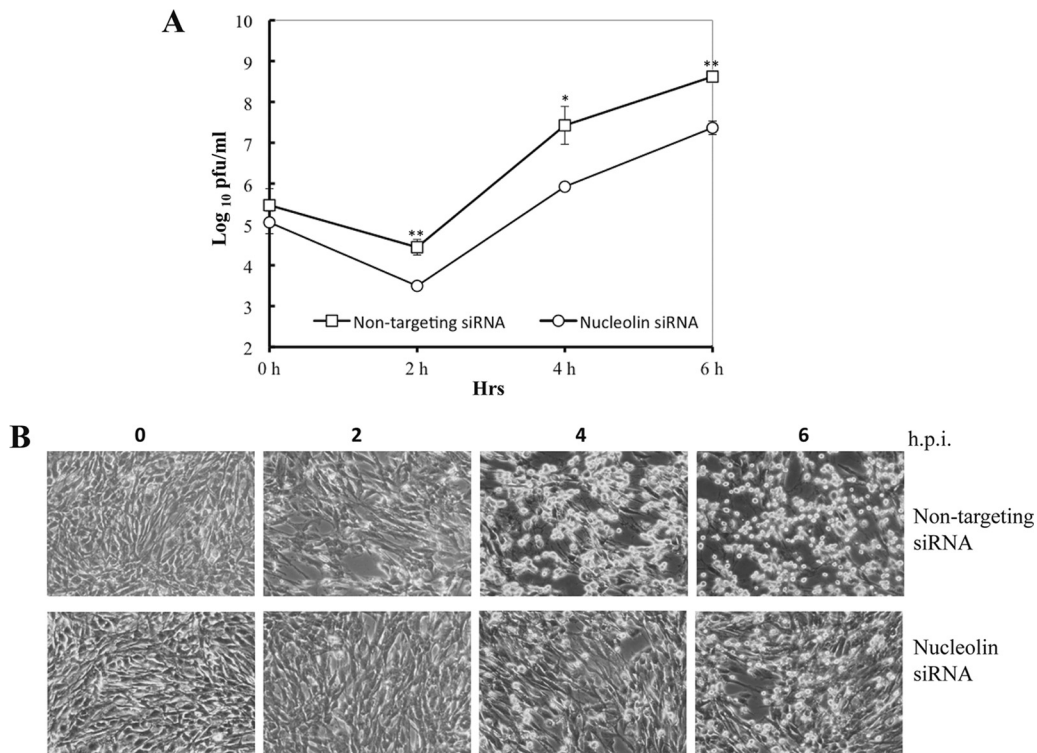 A
10
9
8
7
6
5
4
3
2
Log 10 pfu/ml
**
*
**
Non-targeting siRNA
Nucleolin siRNA
0 h
2 h
4 h
6 h
Hrs
B
0
2
4
6
h.p.i.
Non-targeting
siRNA
Nucleolin
siRNA